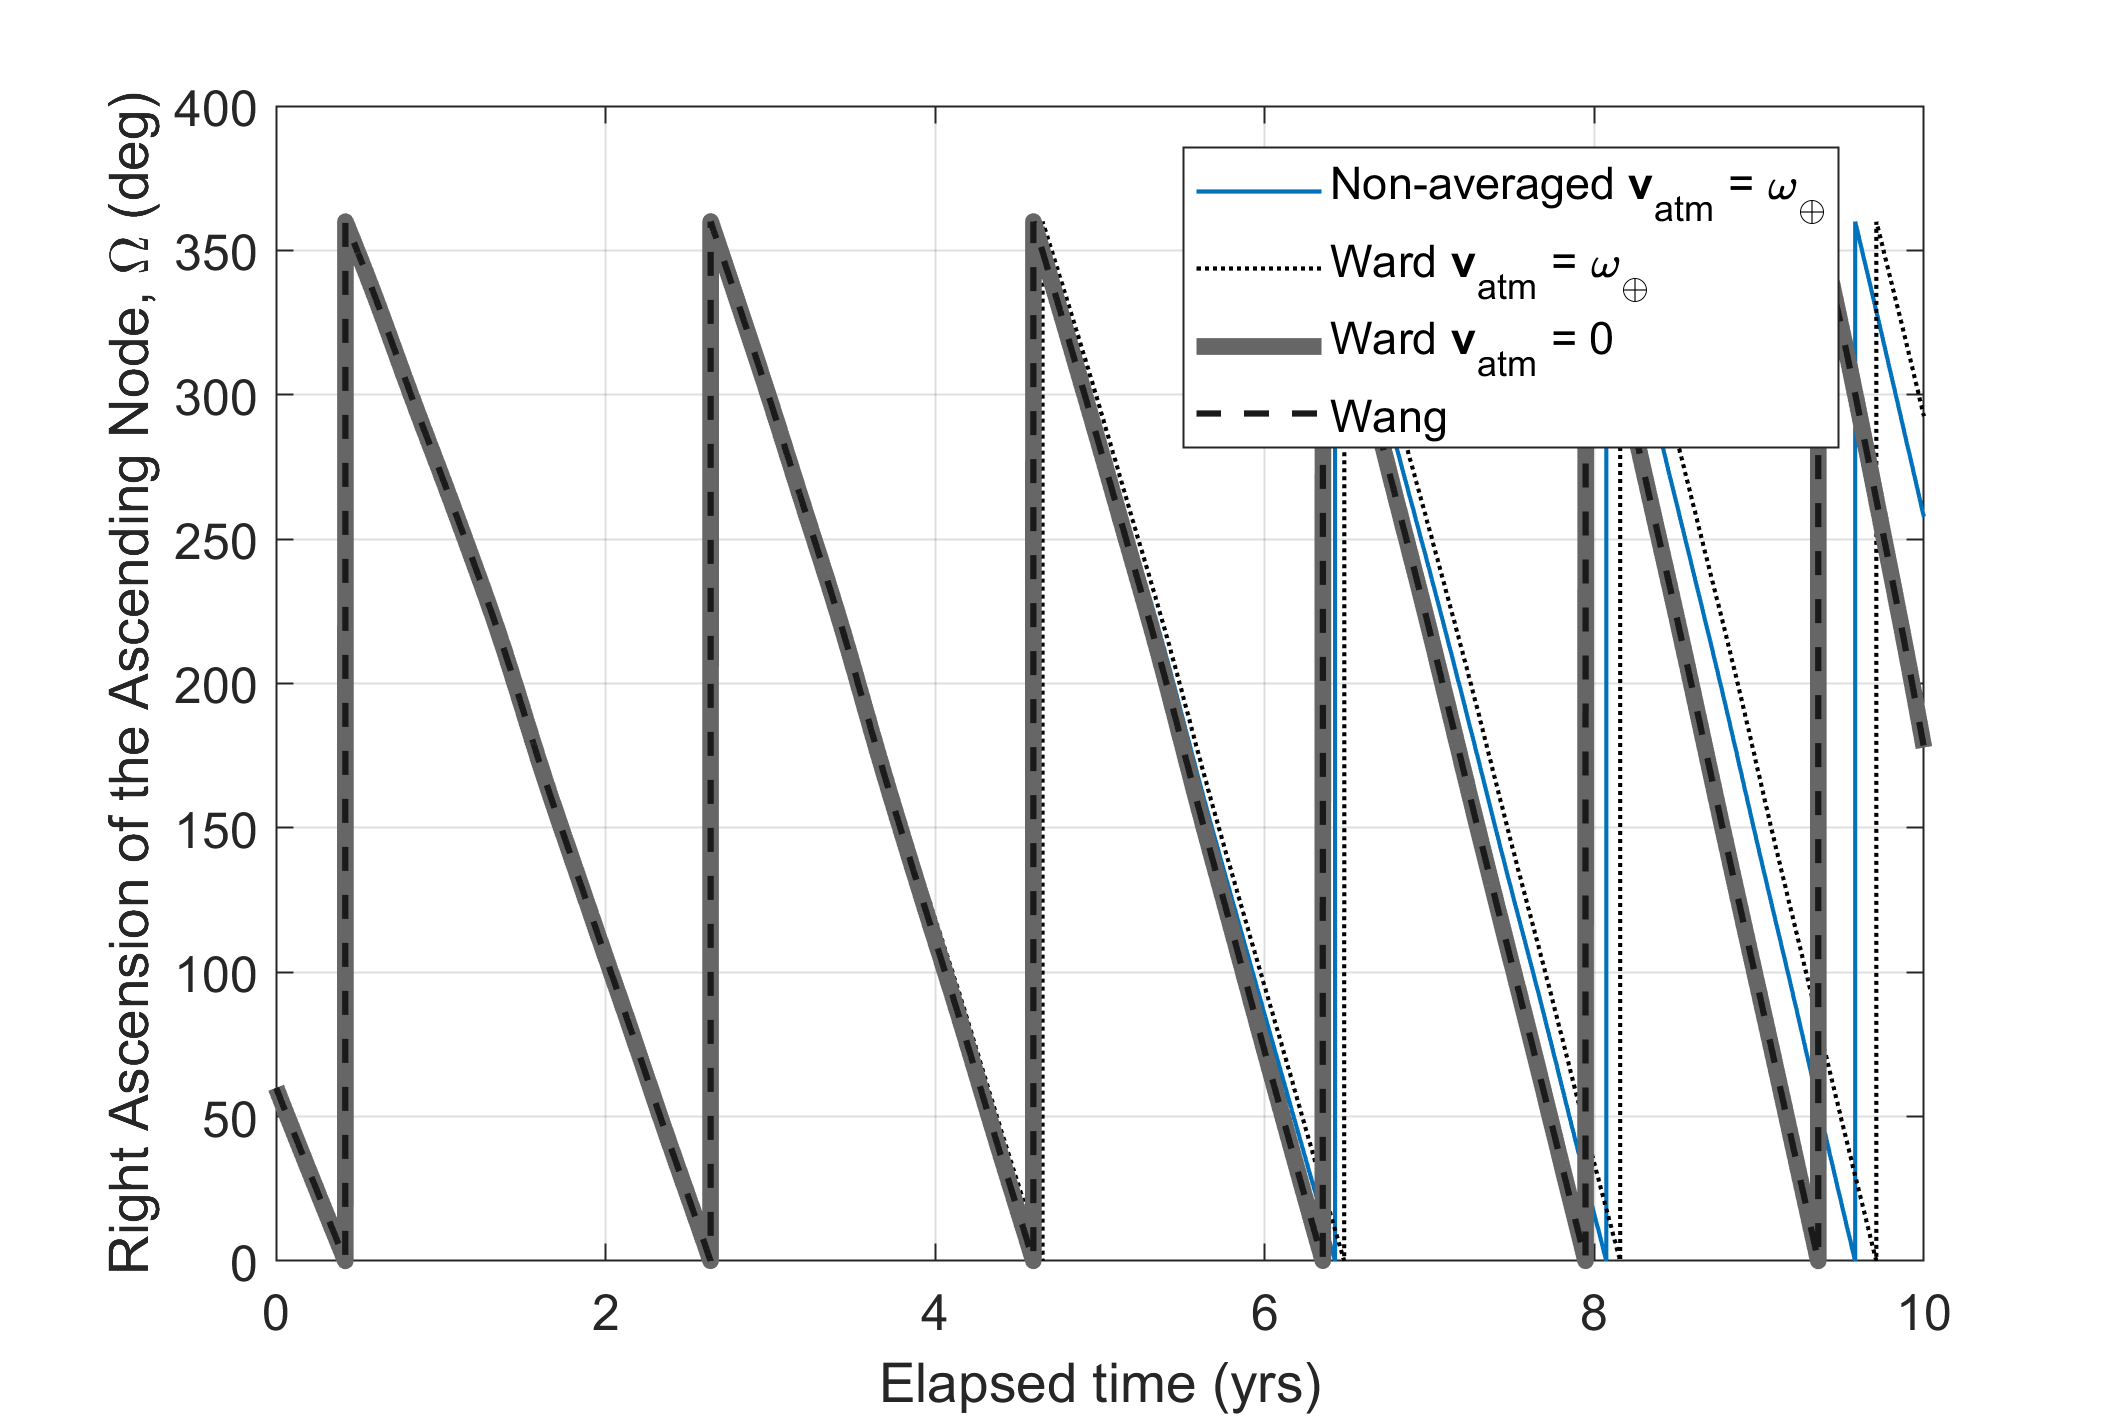 Right Ascension of the Ascending Node, Ω (deg)
400
350
300
250
200
150
100
50
0
0 2 4 6 8 10
Elapsed time (yrs)
Non-averaged v_atm = ω_⊕
Ward v_atm = ω_⊕
Ward v_atm = 0
Wang